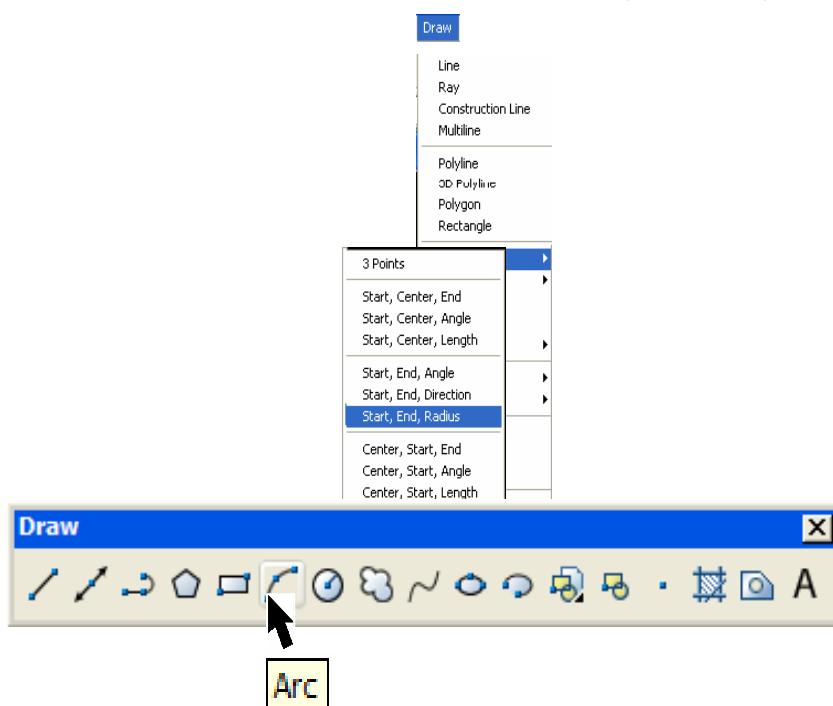 Draw
Line
Ray
Construction Line
Multiline
Polyline
3D Polyline
Polygon
Rectangle
3 Points
Start, Center, End
Start, Center, Angle
Start, Center, Length
Start, End, Angle
Start, End, Direction
Start, End, Radius
Center, Start, End
Center, Start, Angle
Center, Start, Length
Draw
A
Arc